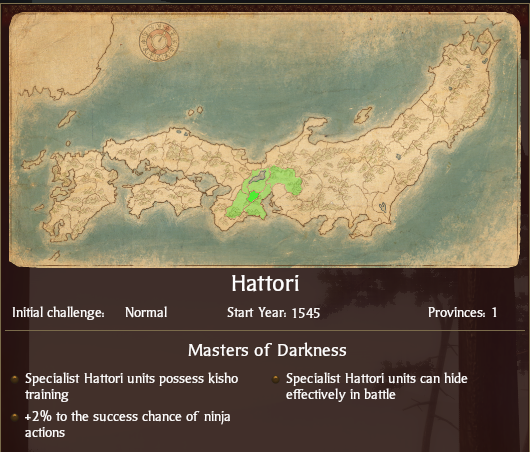 Hattori
Initial challenge: Normal Start Year: 1545 Provinces: 1
Masters of Darkness
Specialist Hattori units possess kisho
training
+2% to the success chance of ninja
actions
Specialist Hattori units can hide
effectively in battle